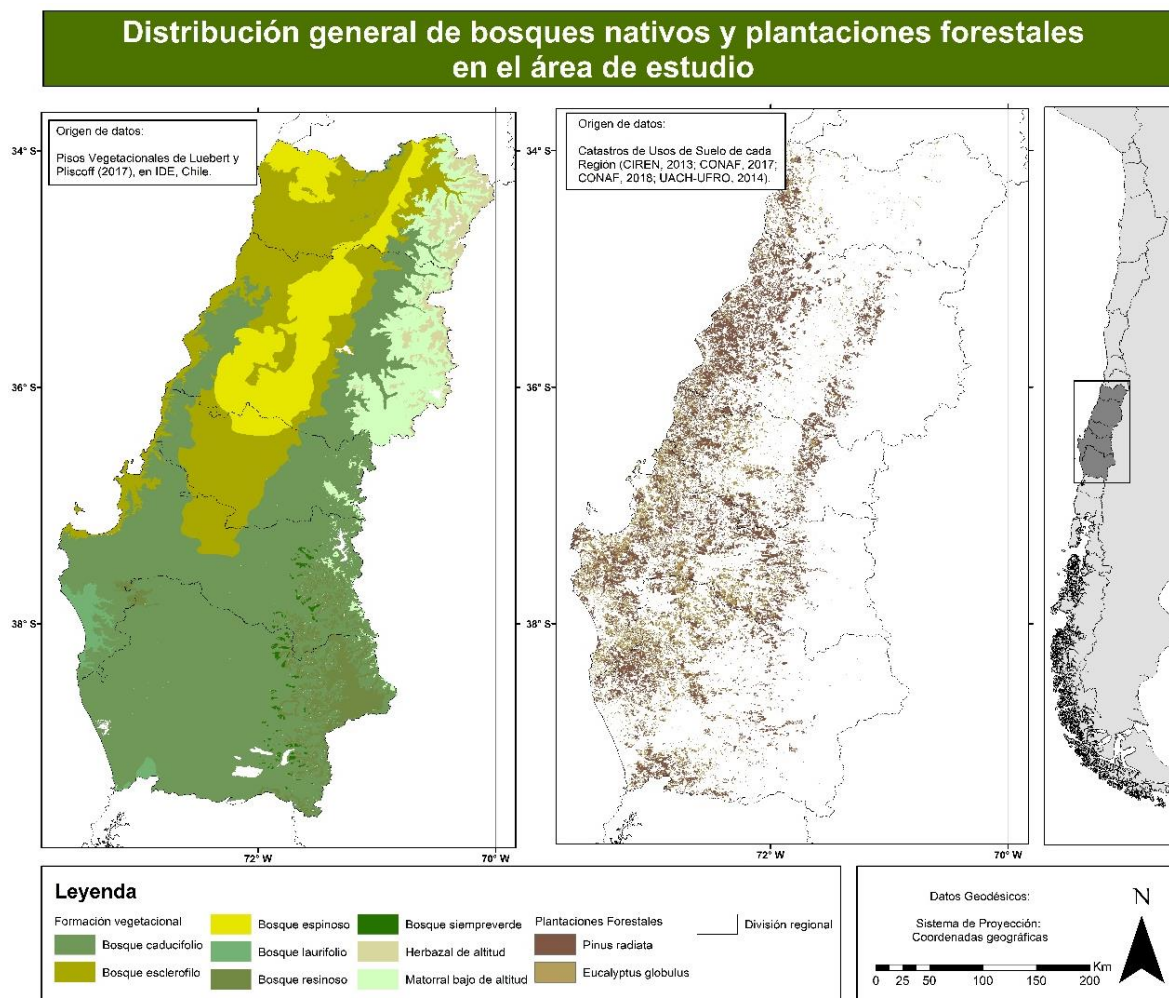 Distribución general de bosques nativos y plantaciones forestales
en el área de estudio
Origen de datos:
Pisos Vegetacionales de Luebert y
Pliscoff (2017), en IDE, Chile.
34° S
36° S
38° S
72° W
70° W
Origen de datos:
Catastros de Usos de Suelo de cada
Región (CIREN, 2013; CONAF, 2017;
CONAF, 2018; UACH-UFRO, 2014).
34° S
36° S
38° S
72° W
70° W
Leyenda
Formación vegetacional
Bosque caducifolio
Bosque esclerofilo
Bosque espinoso
Bosque laurifolio
Bosque resinoso
Bosque siempreverde
Herbazal de altitud
Matorral bajo de altitud
Plantaciones Forestales
Pinus radiata
Eucalyptus globulus
División regional
Datos Geodésicos:
Sistema de Proyección:
Coordenadas geográficas
N
Km
0 25 50 100 150 200